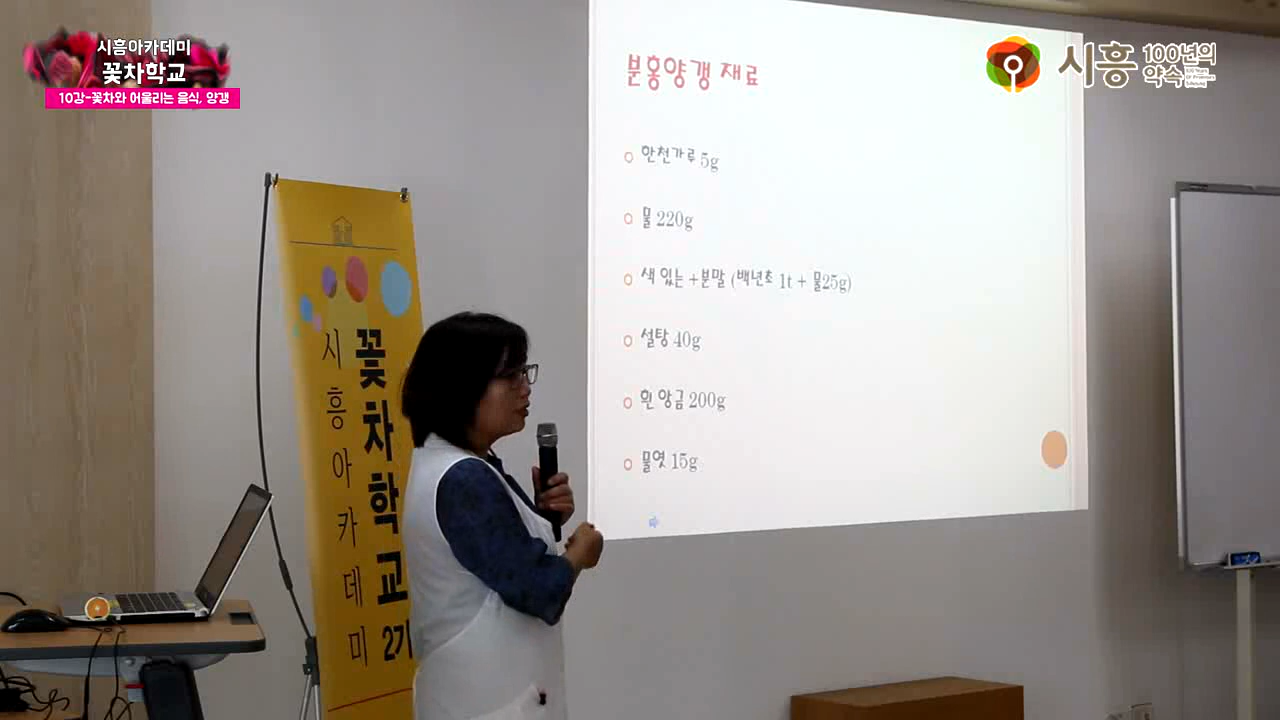 시흥아카데미
꽃차학교
10강-꽃차와 어울리는 음식, 양갱
시흥 100년의 약속
분홍양갱 재료
한천가루 5g
물 220g
색 있는 +분말 (백년초 1t + 물25g)
설탕 40g
흰 앙금 200g
물엿 15g
시흥아카데미
꽃차학교 2기